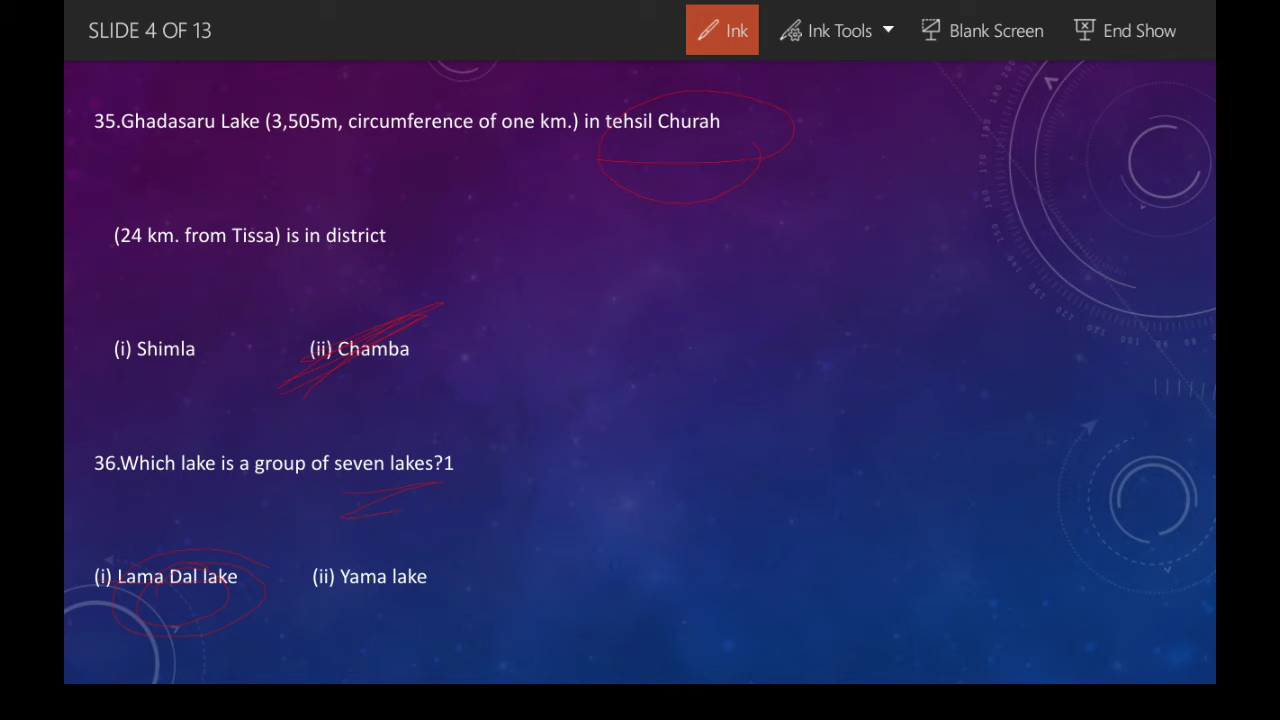 SLIDE 4 OF 13 Ink Ink Tools Blank Screen End Show
35.Ghadasaru Lake (3,505m, circumference of one km.) in tehsil Churah
(24 km. from Tissa) is in district
(i) Shimla (ii) Chamba
36.Which lake is a group of seven lakes?1
(i) Lama Dal lake (ii) Yama lake